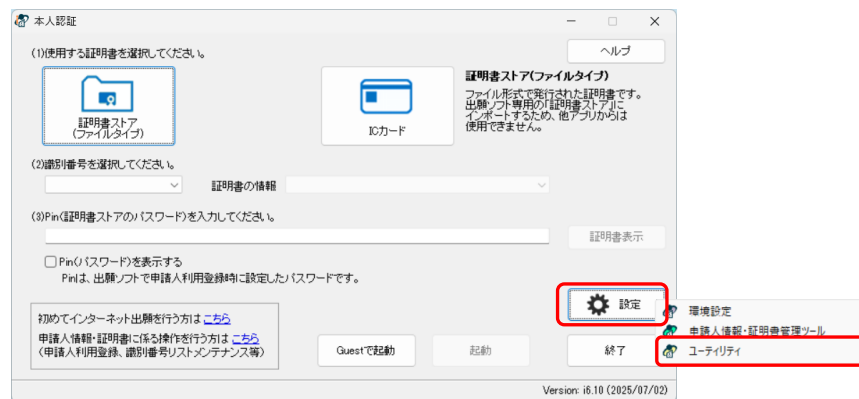 本人認証
(1)使用する証明書を選択してください。
ヘルプ
証明書ストア
(ファイルタイプ)
ICカード
証明書ストア(ファイルタイプ)
ファイル形式で発行された証明書です。
出願ソフト専用の「証明書ストア」に
インポートするため、他アプリからは
使用できません。
(2)識別番号を選択してください。
証明書の情報
(3)Pin(証明書ストアのパスワード)を入力してください。
証明書表示
Pin(パスワード)を表示する
Pinは、出願ソフトで申請人利用登録時に設定したパスワードです。
設定
環境設定
申請人情報・証明書管理ツール
ユーティリティ
初めてインターネット出願を行う方は こちら
申請人情報・証明書に係る操作を行う方は こちら
(申請人利用登録、識別番号リストメンテナンス等)
Guestで起動
起動
終了
Version: i6.10 (2025/07/02)